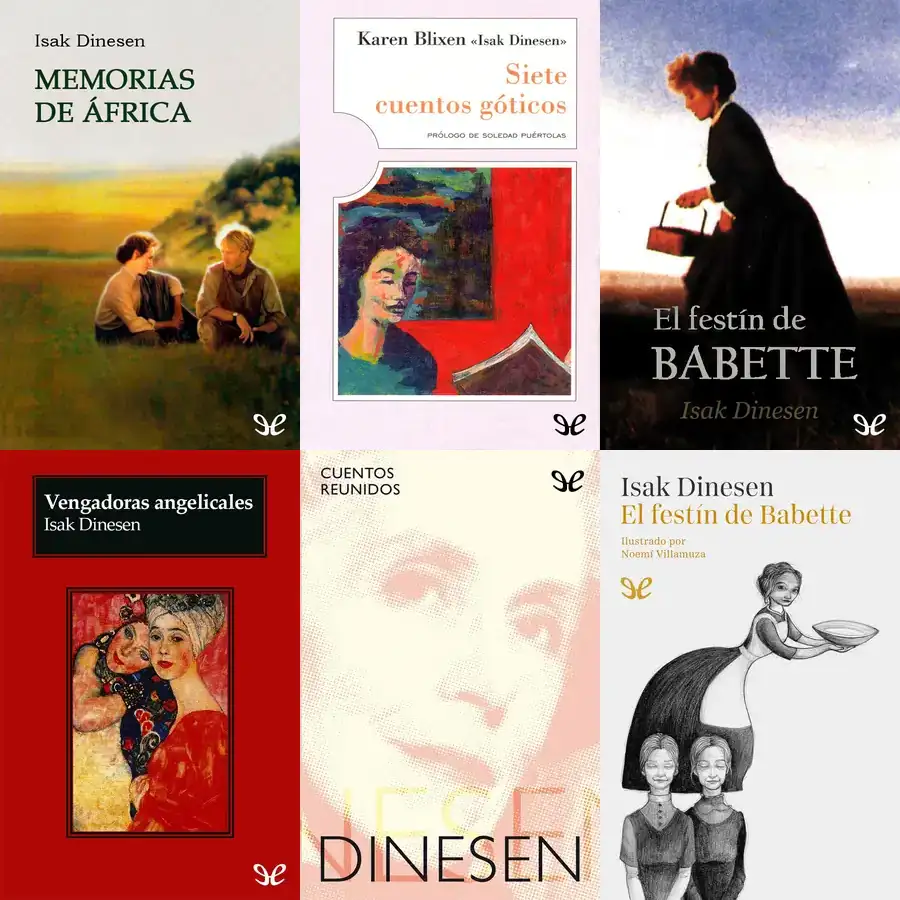 Isak Dinesen
MEMORIAS
DE ÁFRICA
Karen Blixen «Isak Dinesen»
Siete
cuentos góticos
PRÓLOGO DE SOLEDAD PUÉRTOLAS
El festín de
BABETTE
Isak Dinesen
Vengadoras angelicales
Isak Dinesen
CUENTOS
REUNIDOS
DINESEN
Isak Dinesen
El festín de Babette
Ilustrado por
Noemí Villamuza